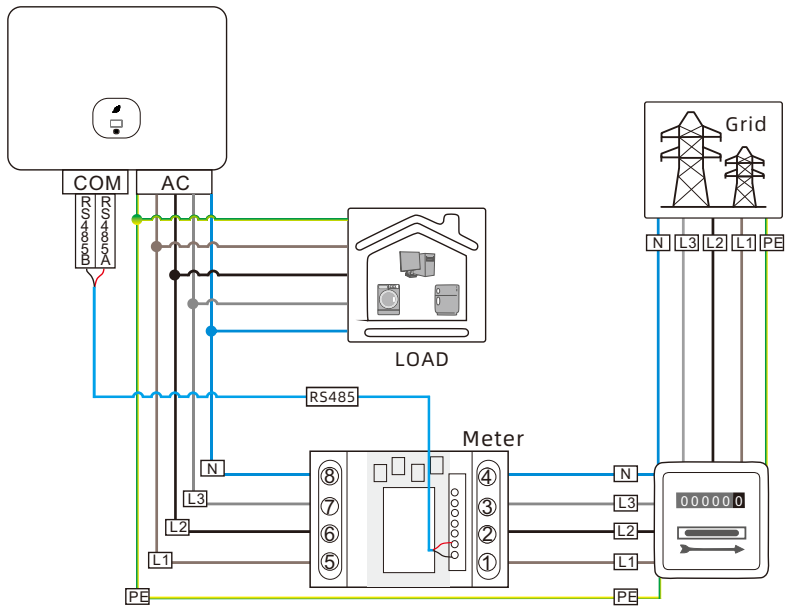 Grid
COM
AC
RS485B
RS485A
N
L3
L2
L1
PE
LOAD
RS485
Meter
N
8
4
N
L3
7
3
L3
L2
6
2
L2
L1
5
1
L1
PE
PE
000000